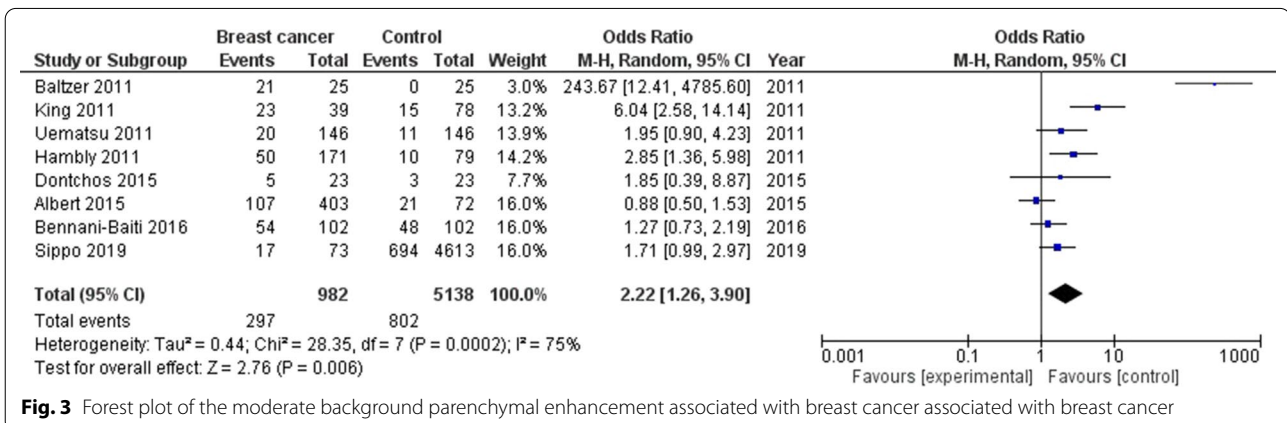 Breast cancer Control Odds Ratio Odds Ratio
Study or Subgroup Events Total Events Total Weight M-H, Random, 95% CI Year M-H, Random, 95% CI
Baltzer 2011 21 25 0 25 3.0% 243.67 [12.41, 4785.60] 2011
King 2011 23 39 15 78 13.2% 6.04 [2.58, 14.14] 2011
Uematsu 2011 20 146 11 146 13.9% 1.95 [0.90, 4.23] 2011
Hambly 2011 50 171 10 79 14.2% 2.85 [1.36, 5.98] 2011
Dontchos 2015 5 23 3 23 7.7% 1.85 [0.39, 8.87] 2015
Albert 2015 107 403 21 72 16.0% 0.88 [0.50, 1.53] 2015
Bennani-Baiti 2016 54 102 48 102 16.0% 1.27 [0.73, 2.19] 2016
Sippo 2019 17 73 694 4613 16.0% 1.71 [0.99, 2.97] 2019
Total (95% CI) 982 5138 100.0% 2.22 [1.26, 3.90]
Total events 297 802
Heterogeneity: Tau² = 0.44; Chi² = 28.35, df = 7 (P = 0.0002); I² = 75%
Test for overall effect: Z = 2.76 (P = 0.006)
0.001 0.1 1 10 1000
Favours [experimental] Favours [control]
Fig. 3 Forest plot of the moderate background parenchymal enhancement associated with breast cancer associated with breast cancer